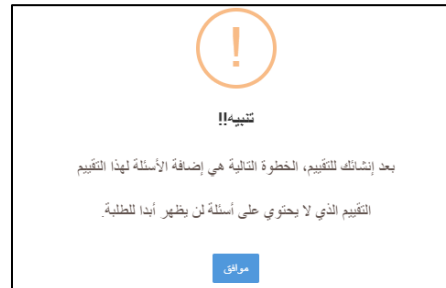 !
تنبيه!!
بعد إنشائك للتقييم، الخطوة التالية هي إضافة الأسئلة لهذا التقييم
التقييم الذي لا يحتوي على أسئلة لن يظهر أبدا للطلبة.
موافق